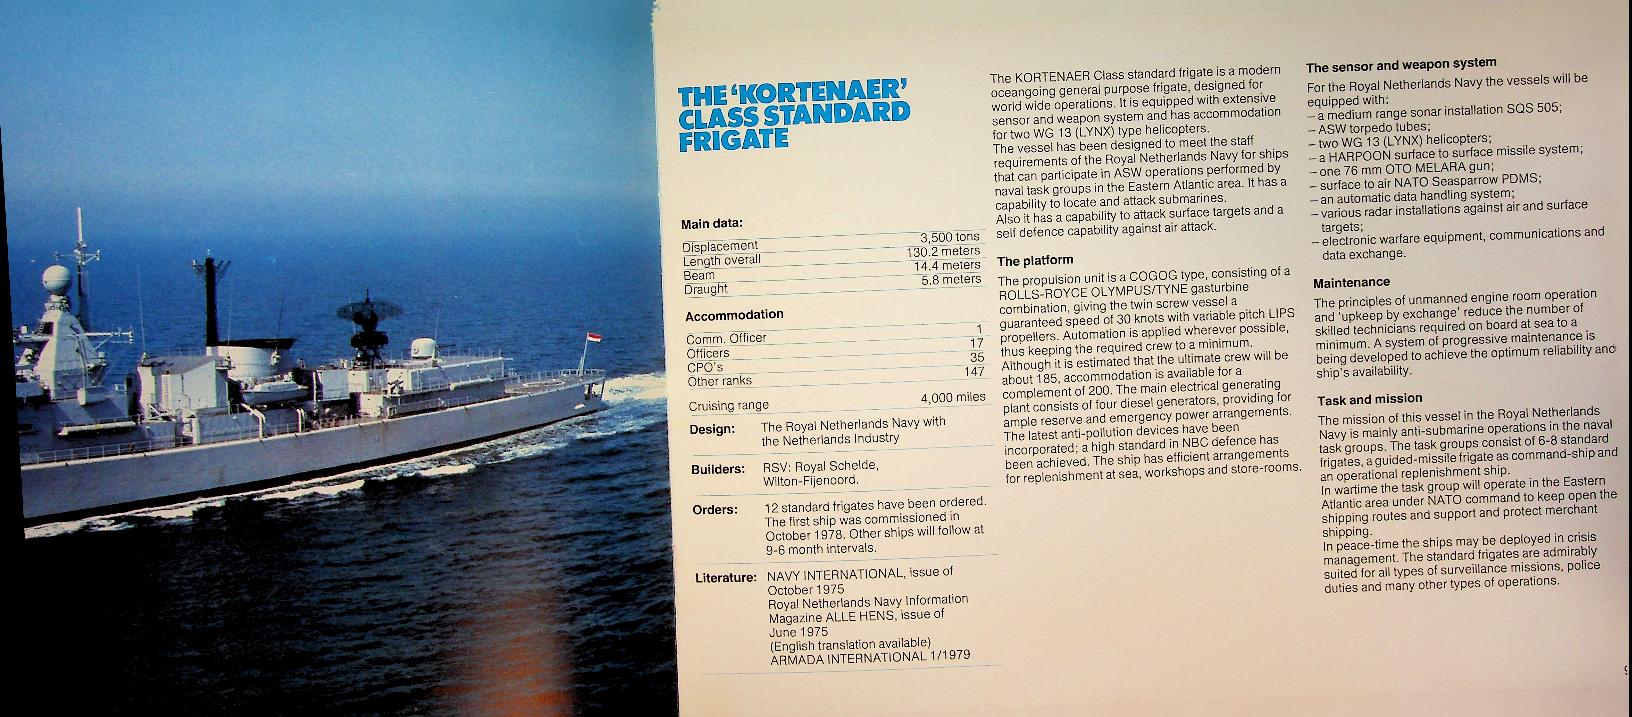 THE ‘KORTENAER’
CLASS STANDARD
FRIGATE
Main data:
Displacement 3,500 tons
Length overall 130.2 meters
Beam 14.4 meters
Draught 5.8 meters
Accommodation
Comm. Officer 1
Officers 17
CPO's 35
Other ranks 147
Cruising range 4,000 miles
Design: The Royal Netherlands Navy with
the Netherlands Industry
Builders: RSV: Royal Schelde,
Wilton-Fijenoord.
Orders: 12 standard frigates have been ordered.
The first ship was commissioned in
October 1978. Other ships will follow at
9-6 month intervals.
Literature: NAVY INTERNATIONAL, issue of
October 1975
Royal Netherlands Navy Information
Magazine ALLE HENS, issue of
June 1975
(English translation available)
ARMADA INTERNATIONAL 1/1979
The KORTENAER Class standard frigate is a modern
oceangoing general purpose frigate, designed for
world wide operations. It is equipped with extensive
sensor and weapon system and has accommodation
for two WG 13 (LYNX) type helicopters.
The vessel has been designed to meet the staff
requirements of the Royal Netherlands Navy for ships
that can participate in ASW operations performed by
naval task groups in the Eastern Atlantic area. It has a
capability to locate and attack submarines.
Also it has a capability to attack surface targets and a
self defence capability against air attack.
The platform
The propulsion unit is a COGOG type, consisting of a
ROLLS-ROYCE OLYMPUS/TYNE gasturbine
combination, giving the twin screw vessel a
guaranteed speed of 30 knots with variable pitch LIPS
propellers. Automation is applied wherever possible,
thus keeping the required crew to a minimum.
Although it is estimated that the ultimate crew will be
about 185, accommodation is available for a
complement of 200. The main electrical generating
plant consists of four diesel generators, providing for
ample reserve and emergency power arrangements.
The latest anti-pollution devices have been
incorporated; a high standard in NBC defence has
been achieved. The ship has efficient arrangements
for replenishment at sea, workshops and store-rooms.
The sensor and weapon system
For the Royal Netherlands Navy the vessels will be
equipped with:
– a medium range sonar installation SQS 505;
– ASW torpedo tubes;
– two WG 13 (LYNX) helicopters;
– a HARPOON surface to surface missile system;
– one 76 mm OTO MELARA gun;
– surface to air NATO Seasparrow PDMS;
– an automatic data handling system;
– various radar installations against air and surface
targets;
– electronic warfare equipment, communications and
data exchange.
Maintenance
The principles of unmanned engine room operation
and 'upkeep by exchange' reduce the number of
skilled technicians required on board at sea to a
minimum. A system of progressive maintenance is
being developed to achieve the optimum reliability and
ship's availability.
Task and mission
The mission of this vessel in the Royal Netherlands
Navy is mainly anti-submarine operations in the naval
task groups. The task groups consist of 6-8 standard
frigates, a guided-missile frigate as command-ship and
an operational replenishment ship.
In wartime the task group will operate in the Eastern
Atlantic area under NATO command to keep open the
shipping routes and support and protect merchant
shipping.
In peace-time the ships may be deployed in crisis
management. The standard frigates are admirably
suited for all types of surveillance missions, police
duties and many other types of operations.